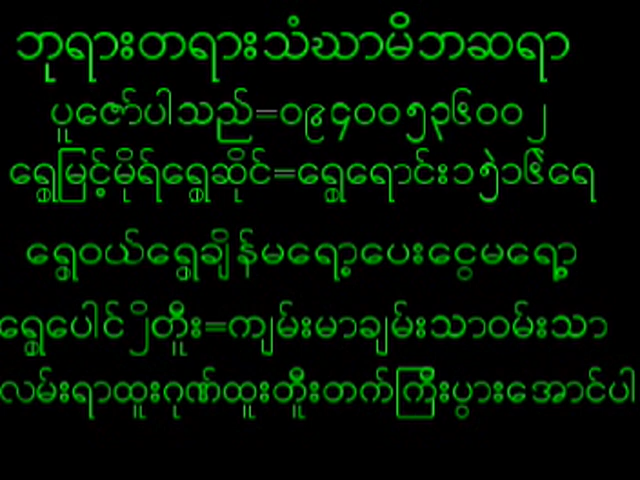 ဘုရားတရားသံဃာမိဘဆရာ
ပူဇော်ပါသည်=၀၉၄၀၀၅၃၆၀၀၂
ရွှေမြင့်မိုရ်ရွှေဆိုင်=ရွှေရောင်း၁၅ဲ၁၆ဲရေ
ရွှေဝယ်ရွှေချိန်မရော့ပေးငွေမရော့
ရွှေပေါင်၂ိတိူး=ကျမ်းမာချမ်းသာဝမ်းသာ
လမ်းရာထူးဂုဏ်ထူးတိူးတက်ကြီးပွားအောင်ပါ